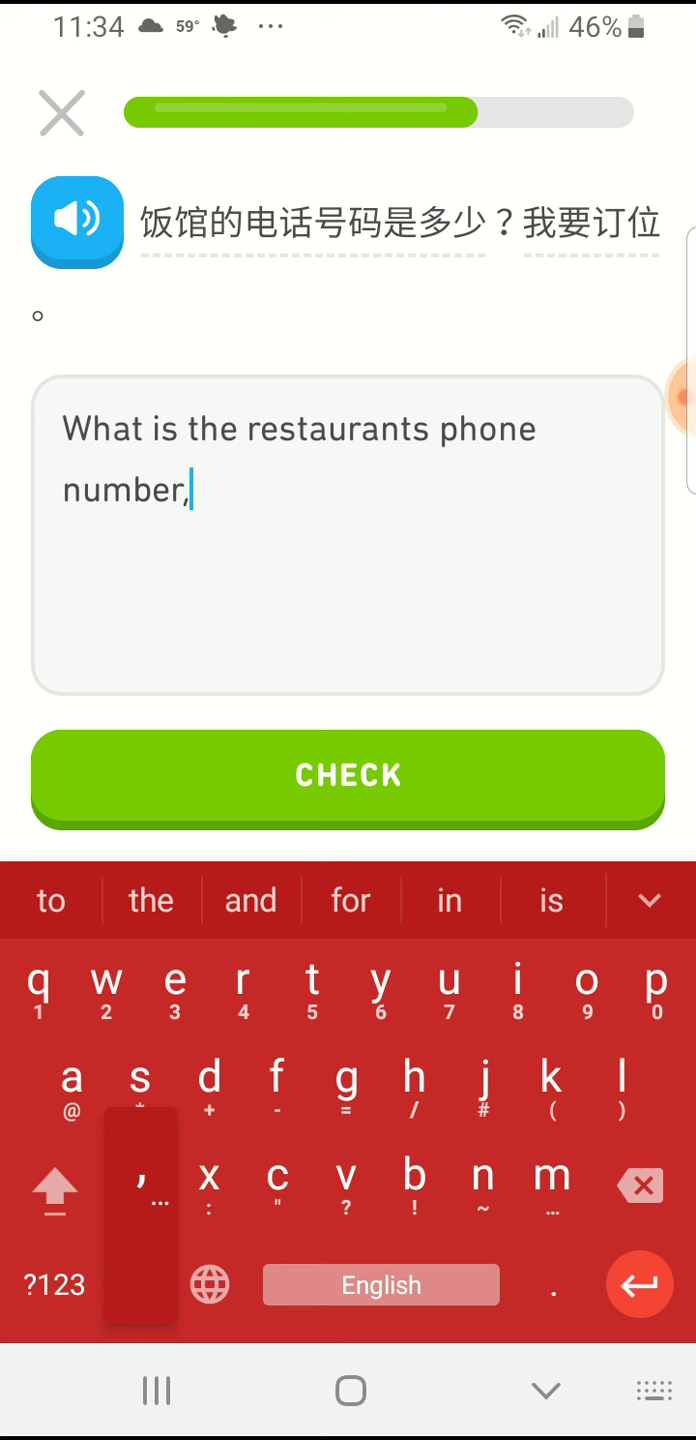 11:34 59° ... 46%
饭馆的电话号码是多少？我要订位
。
What is the restaurants phone
number,
CHECK
to the and for in is
q w e r t y u i o p
1 2 3 4 5 6 7 8 9 0
a s d f g h j k l
@ * + - = / # ( )
, x c v b n m
... : " ? ! ~ ...
?123 English .